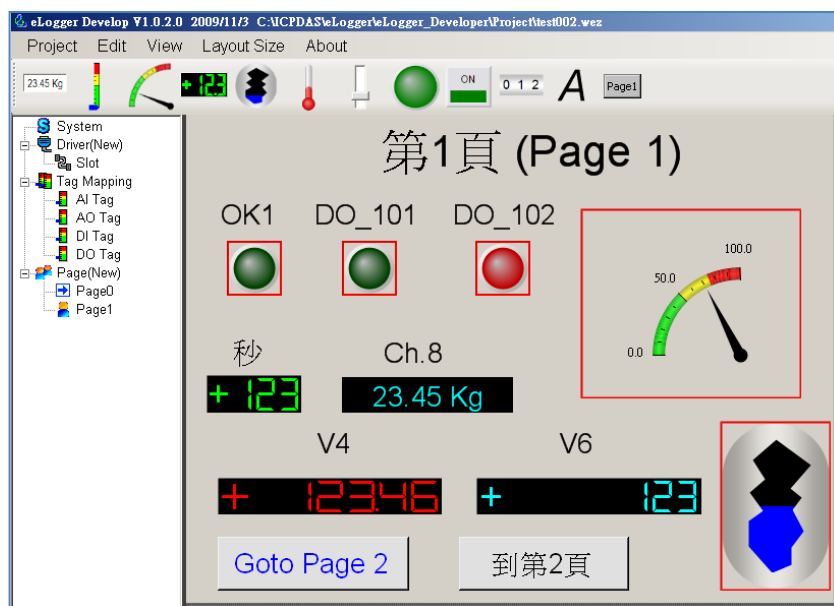 eLogger Develop V1.0.2.0 2009/11/3 C:\ICPDAS\eLogger\eLogger_Developer\Project\test002.wez
Project Edit View Layout Size About
23.45 Kg +12.3 ON 0 1 2 A Page1
System
Driver(New)
Slot
Tag Mapping
AI Tag
AO Tag
DI Tag
DO Tag
Page(New)
Page0
Page1
第1頁 (Page 1)
OK1 DO_101 DO_102
0.0 50.0 100.0
秒 Ch.8
+123 23.45 Kg
V4 V6
+ 123.46 + 123
Goto Page 2 到第2頁